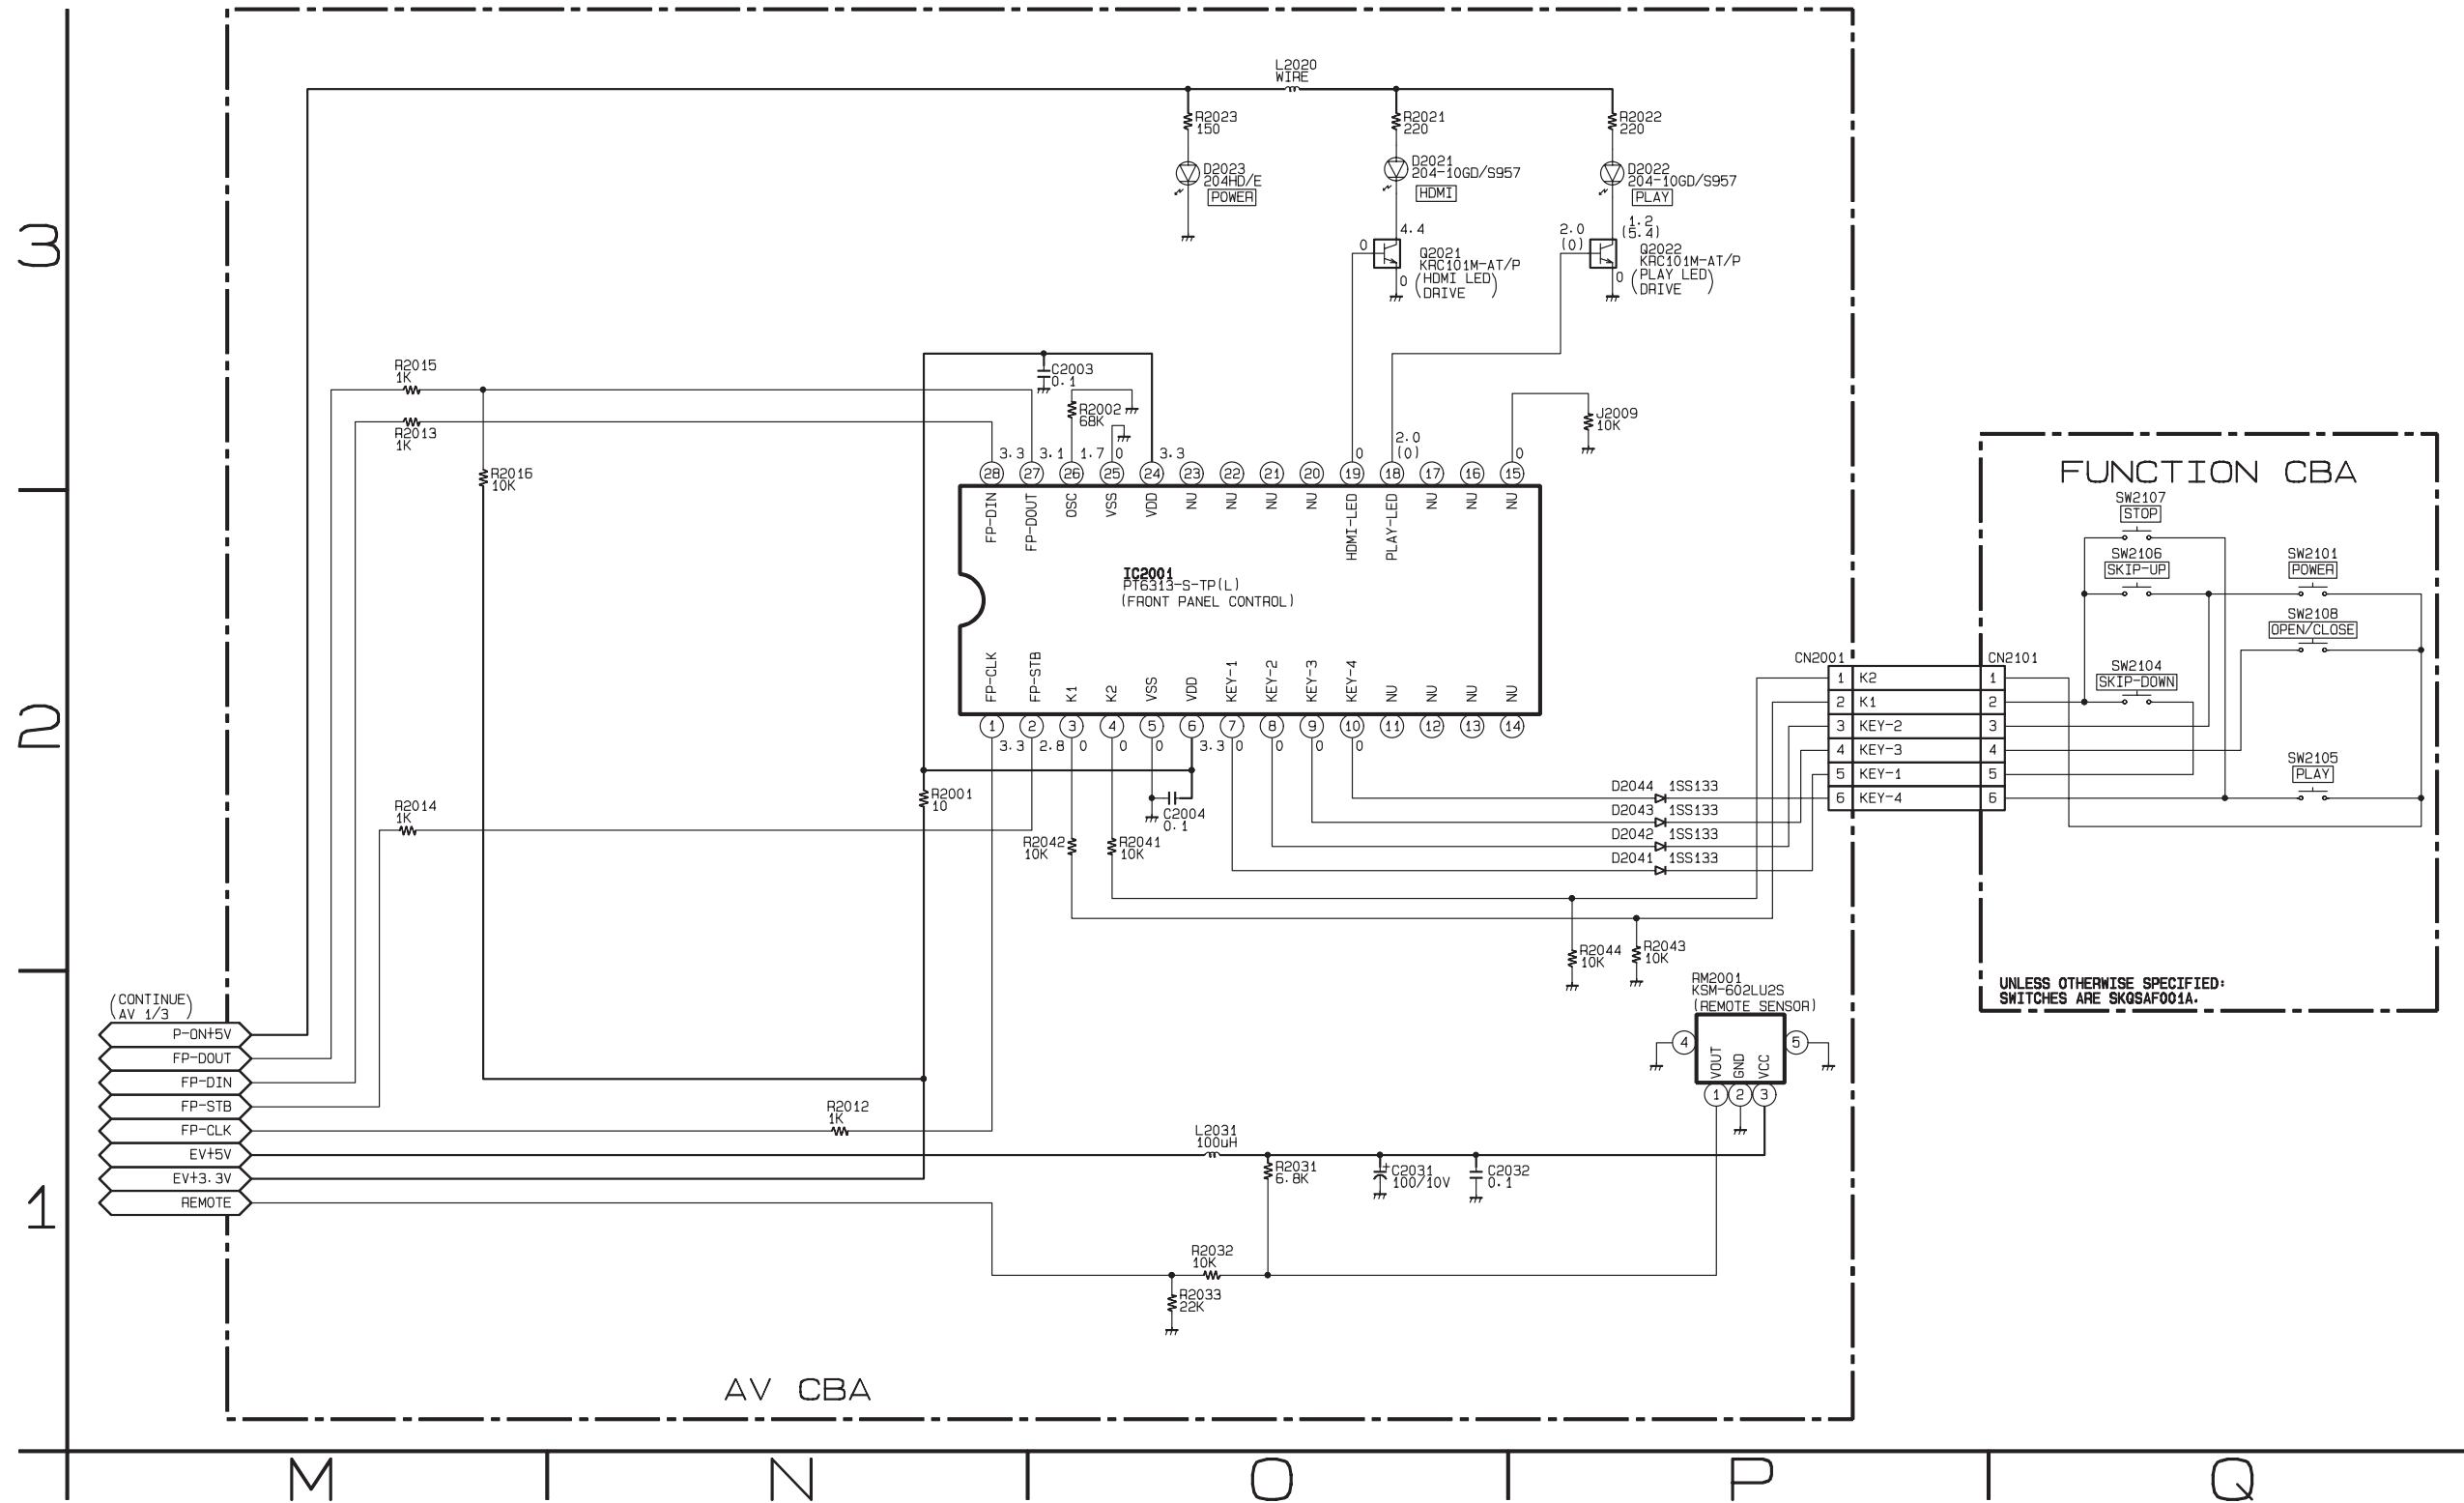 L2020
WIRE
R2023
150
R2021
220
R2022
220
D2023
204HD/E
POWER
D2021
204-10GD/S957
HDMI
D2022
204-10GD/S957
PLAY
4.4
0
Q2021
KRC101M-AT/P
(HDMI LED
DRIVE)
0
2.0
(0)
1.2
(5.4)
Q2022
KRC101M-AT/P
(PLAY LED
DRIVE)
0
3
R2015
1K
R2013
1K
R2016
10K
C2003
0.1
R2002
68K
J2009
10K
3.3
3.1
1.7
0
3.3
0
2.0
(0)
0
28
27
26
25
24
23
22
21
20
19
18
17
16
15
FP-DIN
FP-DOUT
OSC
VSS
VDD
NU
NU
NU
NU
HDMI-LED
PLAY-LED
NU
NU
NU
IC2001
PT6313-S-TP(L)
(FRONT PANEL CONTROL)
FP-CLK
FP-STB
K1
K2
VSS
VDD
KEY-1
KEY-2
KEY-3
KEY-4
NU
NU
NU
NU
1
2
3
4
5
6
7
8
9
10
11
12
13
14
3.3
2.8
0
0
0
3.3
0
0
0
0
2
R2014
1K
R2001
10
C2004
0.1
R2042
10K
R2041
10K
D2044 1SS133
D2043 1SS133
D2042 1SS133
D2041 1SS133
R2044
10K
R2043
10K
CN2001
1 K2
2 K1
3 KEY-2
4 KEY-3
5 KEY-1
6 KEY-4
CN2101
1
2
3
4
5
6
FUNCTION CBA
SW2107
STOP
SW2106
SKIP-UP
SW2101
POWER
SW2108
OPEN/CLOSE
SW2104
SKIP-DOWN
SW2105
PLAY
UNLESS OTHERWISE SPECIFIED:
SWITCHES ARE SKQSAF001A.
(CONTINUE
AV 1/3)
P-ON+5V
FP-DOUT
FP-DIN
FP-STB
FP-CLK
EV+5V
EV+3.3V
REMOTE
1
R2012
1K
RM2001
KSM-602LU2S
(REMOTE SENSOR)
4
VOUT
GND
VCC
5
1
2
3
L2031
100uH
R2031
6.8K
+
C2031
100/10V
C2032
0.1
R2032
10K
R2033
22K
AV CBA
M
N
O
P
Q